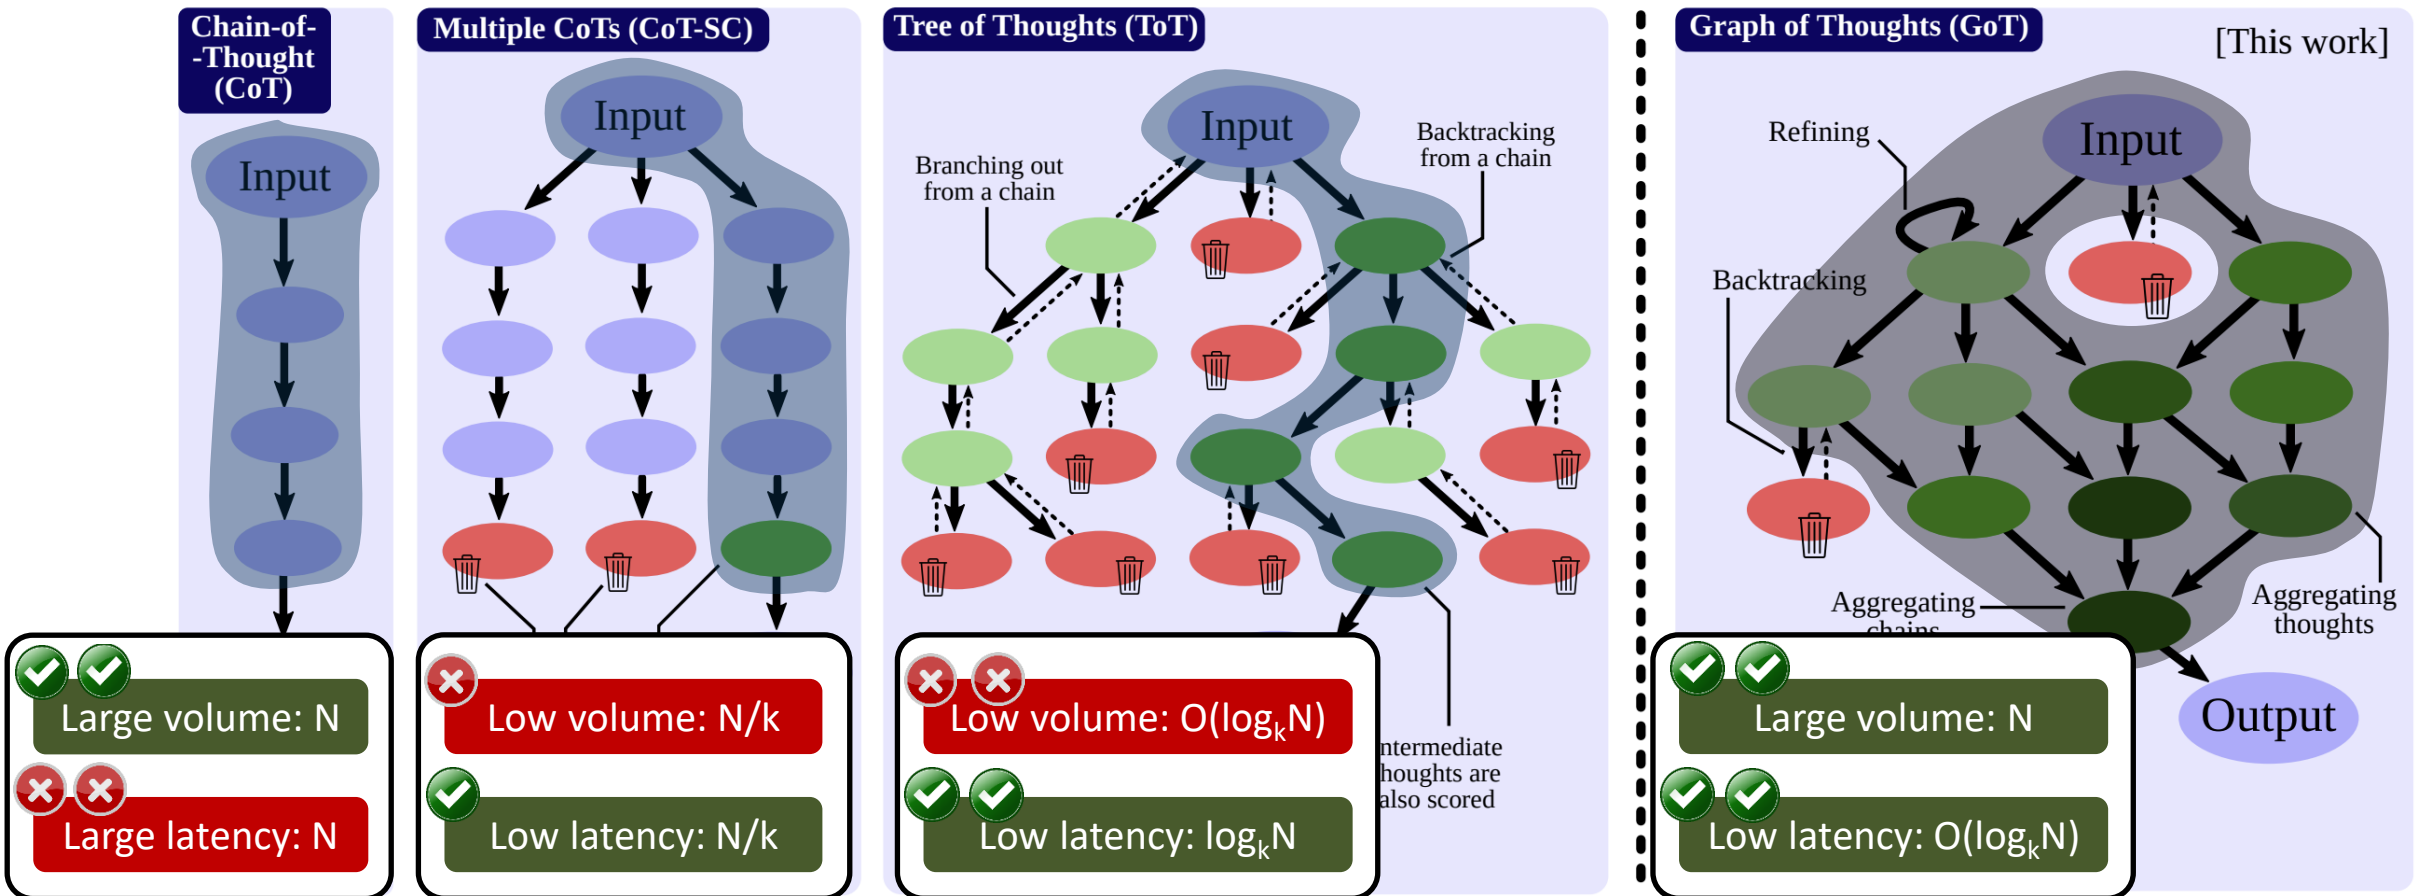 Chain-of-
-Thought
(CoT)
Input
Large volume: N
Large latency: N
Multiple CoTs (CoT-SC)
Input
Low volume: N/k
Low latency: N/k
Tree of Thoughts (ToT)
Input
Branching out
from a chain
Backtracking
from a chain
ntermediate
houghts are
also scored
Low volume: O(logₖN)
Low latency: logₖN
Graph of Thoughts (GoT)
[This work]
Input
Refining
Backtracking
Aggregating
chains
Aggregating
thoughts
Output
Large volume: N
Low latency: O(logₖN)